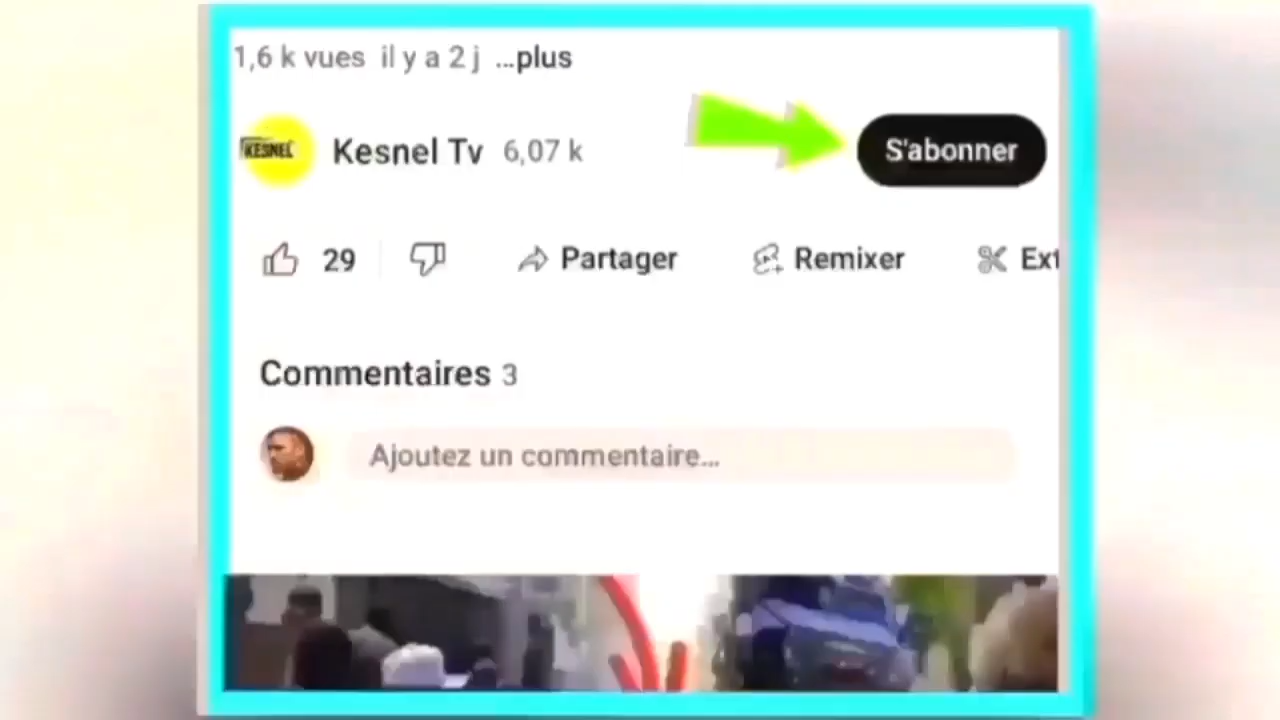 1,6 k vues il y a 2 j ...plus
KESNEL
Kesnel Tv 6,07 k
S'abonner
29
Partager
Remixer
Ext
Commentaires 3
Ajoutez un commentaire...